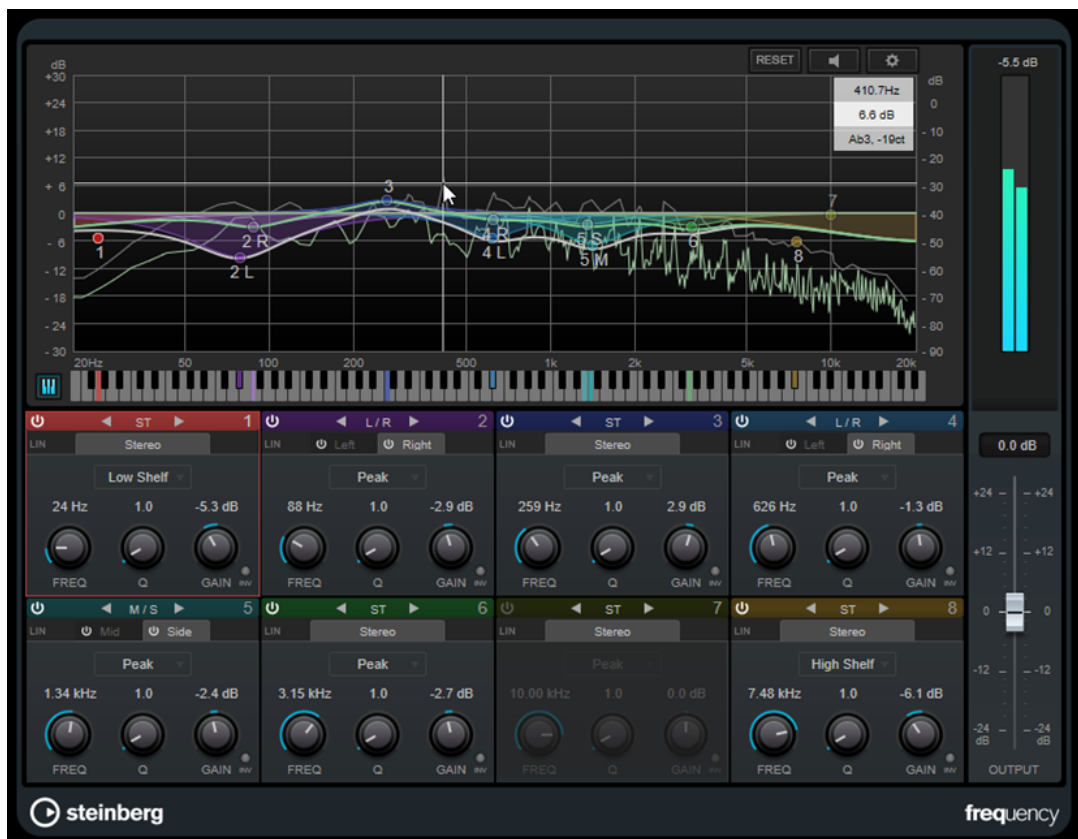 RESET
-5.5 dB
dB
+30
+24
+18
+12
+ 6
0
- 6
- 12
- 18
- 24
- 30
dB
0
- 10
- 20
- 30
- 40
- 50
- 60
- 70
- 80
- 90
410.7Hz
6.6 dB
Ab3, -19ct
1
2 R
2 L
3
4 R
4 L
5 S
5 M
6
7
8
20Hz 50 100 200 500 1k 2k 5k 10k 20k
ST 1
LIN Stereo
Low Shelf
24 Hz 1.0 -5.3 dB
FREQ Q GAIN INV
L / R 2
LIN Left Right
Peak
88 Hz 1.0 -2.9 dB
FREQ Q GAIN INV
ST 3
LIN Stereo
Peak
259 Hz 1.0 2.9 dB
FREQ Q GAIN INV
L / R 4
LIN Left Right
Peak
626 Hz 1.0 -1.3 dB
FREQ Q GAIN INV
M / S 5
LIN Mid Side
Peak
1.34 kHz 1.0 -2.4 dB
FREQ Q GAIN INV
ST 6
LIN Stereo
Peak
3.15 kHz 1.0 -2.7 dB
FREQ Q GAIN INV
ST 7
LIN Stereo
Peak
10.00 kHz 1.0 0.0 dB
FREQ Q GAIN INV
ST 8
LIN Stereo
High Shelf
7.48 kHz 1.0 -6.1 dB
FREQ Q GAIN INV
0.0 dB
+24 +24
+12 +12
0 0
-12 -12
-24 -24
dB dB
OUTPUT
steinberg
frequency